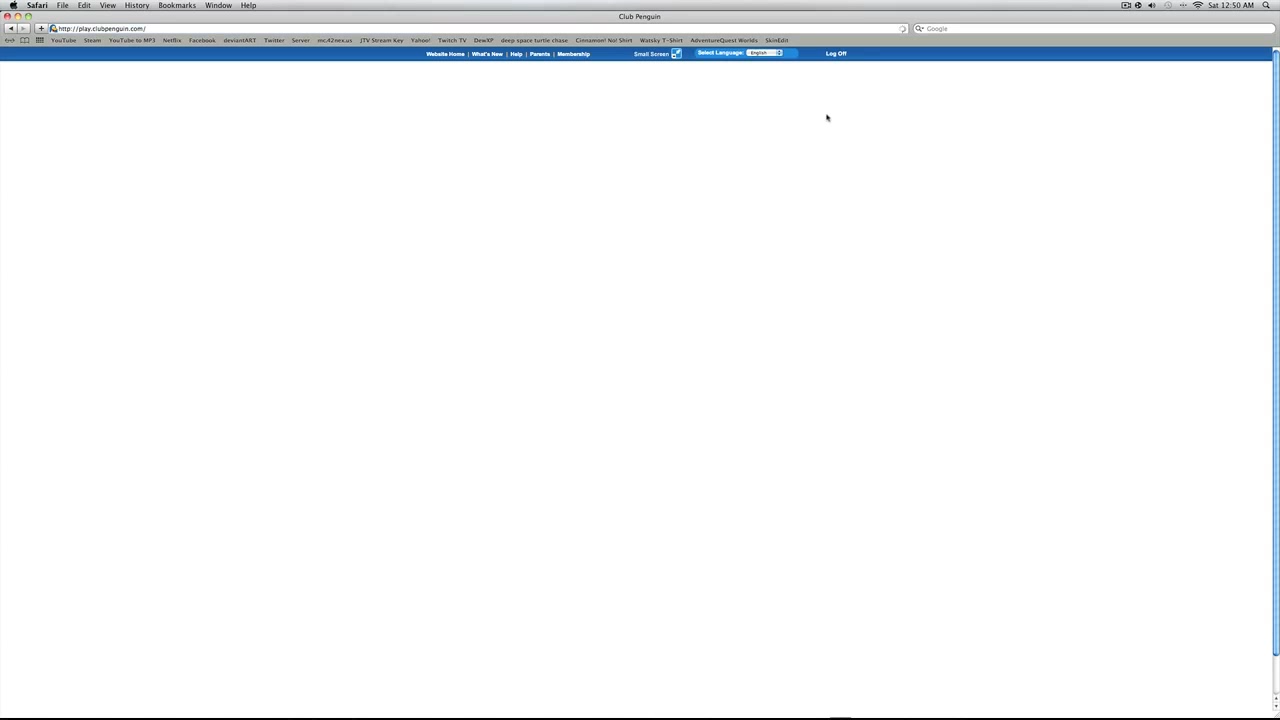 Safari File Edit View History Bookmarks Window Help Sat 12:50 AM
Club Penguin
http://play.clubpenguin.com/ Google
YouTube Steam YouTube to MP3 Netflix Facebook deviantART Twitter Server mc.42nex.us JTV Stream Key Yahoo! Twitch TV DewXP deep space turtle chase Cinnamon! No! Shirt Watsky T-Shirt AdventureQuest Worlds SkinEdit
Website Home | What's New | Help | Parents | Membership Small Screen Select Language: English Log Off